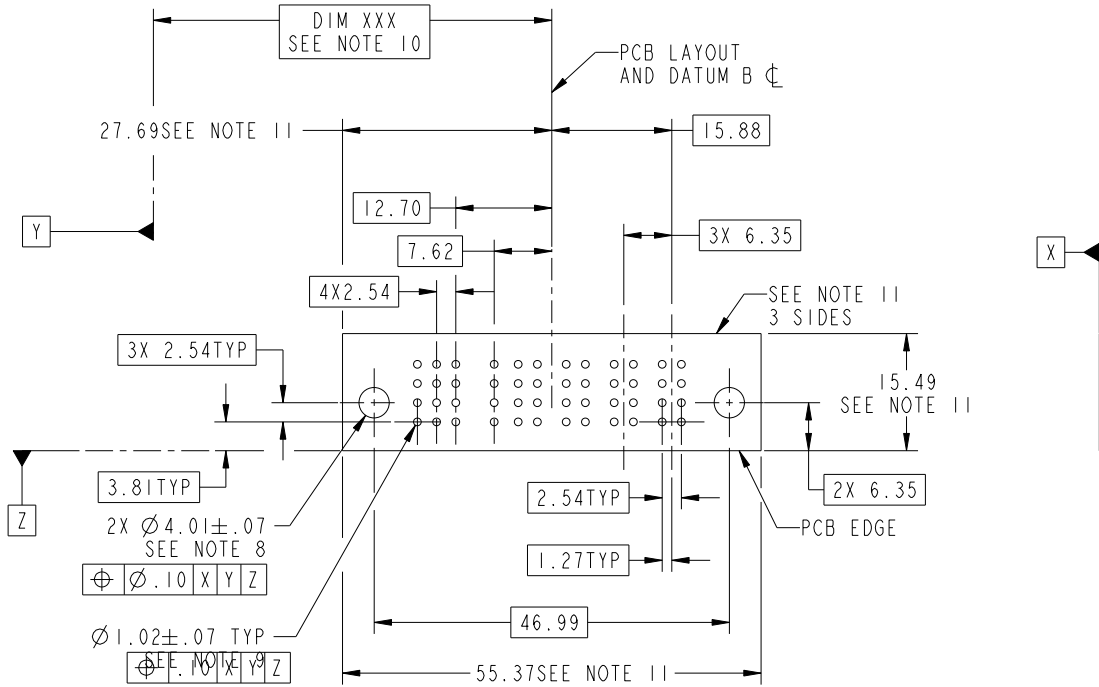 DIM XXX
SEE NOTE 10
PCB LAYOUT
AND DATUM B ℄
27.69SEE NOTE 11
15.88
12.70
Y
7.62
3X 6.35
X
4X2.54
SEE NOTE 11
3 SIDES
3X 2.54TYP
15.49
SEE NOTE 11
3.81TYP
2.54TYP
2X 6.35
Z
2X Ø4.01±.07
SEE NOTE 8
PCB EDGE
⌖ Ø.10 X Y Z
1.27TYP
Ø1.02±.07 TYP
SEE NOTE 9
⌖ .10 X Y Z
46.99
55.37SEE NOTE 11